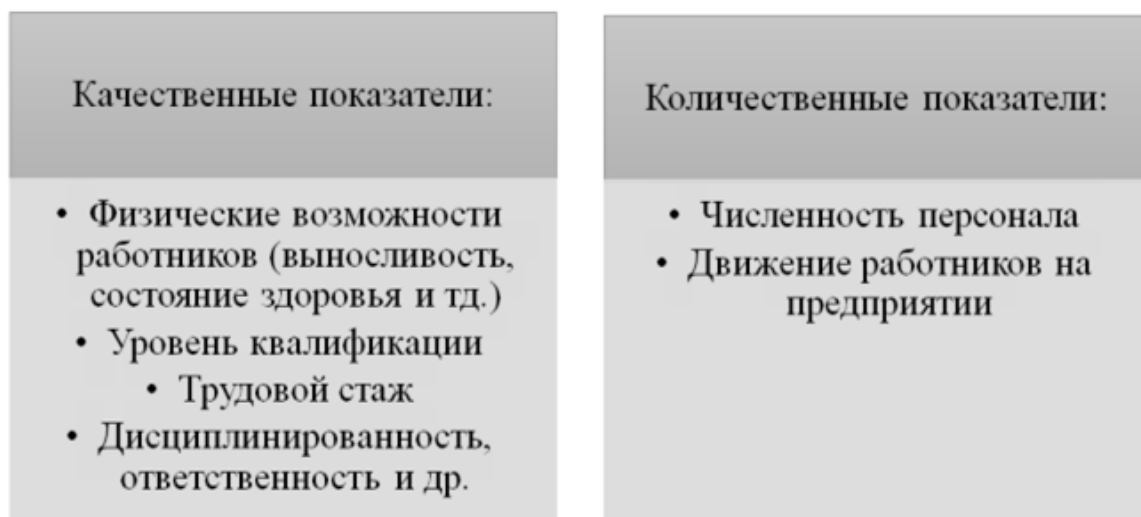 Качественные показатели:
• Физические возможности
работников (выносливость,
состояние здоровья и тд.)
• Уровень квалификации
• Трудовой стаж
• Дисциплинированность,
ответственность и др.
Количественные показатели:
• Численность персонала
• Движение работников на
предприятии